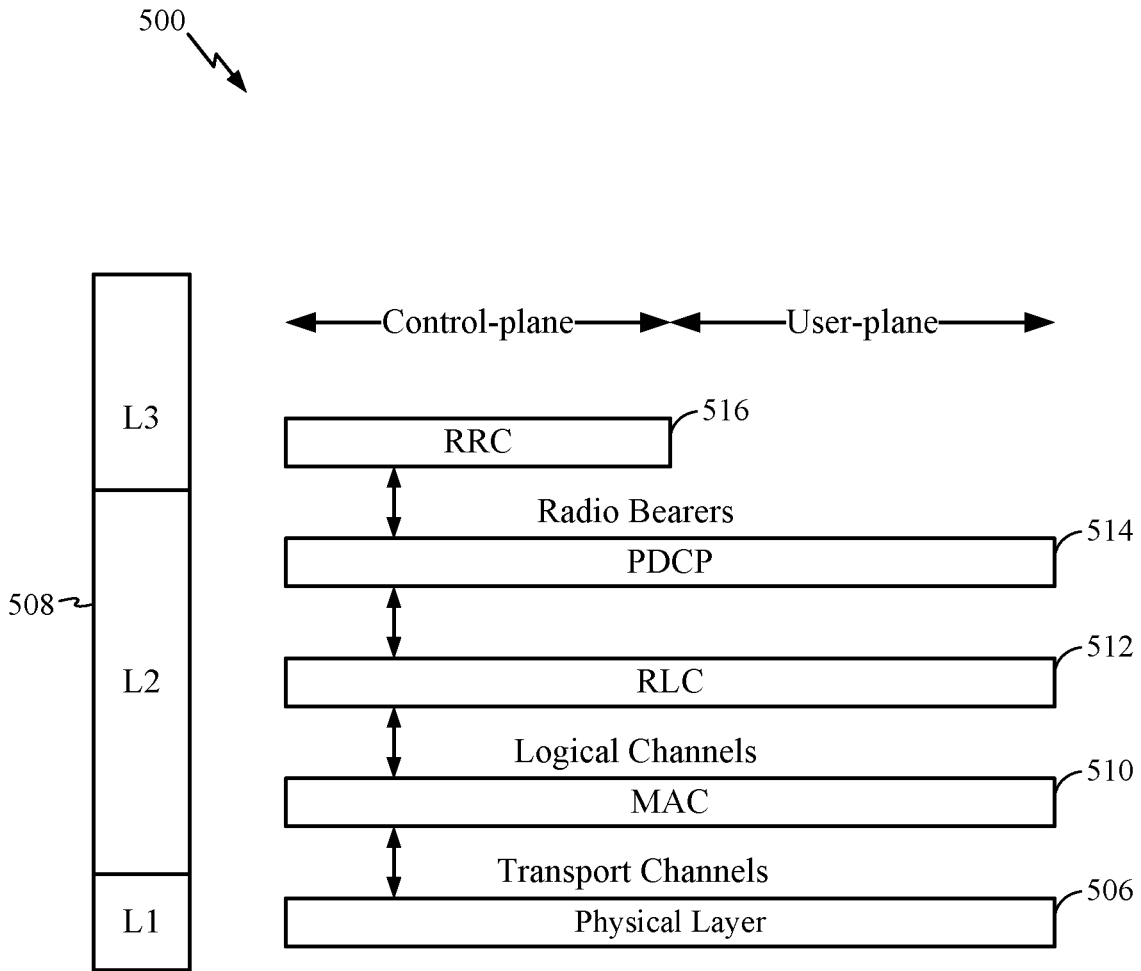 500
Control-plane User-plane
L3
516
RRC
Radio Bearers
514
PDCP
508
512
L2
RLC
Logical Channels
510
MAC
Transport Channels
506
L1
Physical Layer